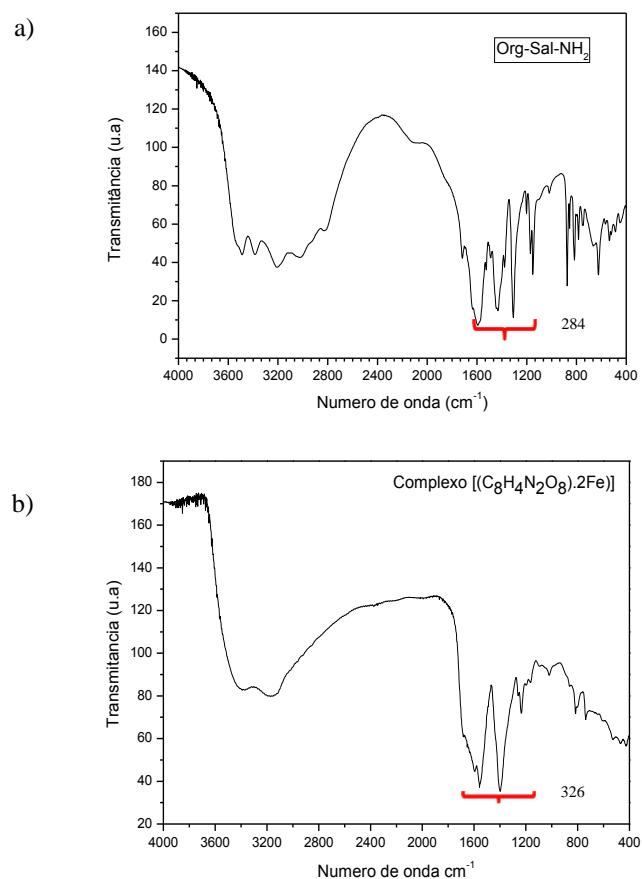 a)
Org-Sal-NH2
160
140
120
100
80
60
40
20
0
Transmitância (u.a)
284
4000 3600 3200 2800 2400 2000 1600 1200 800 400
Numero de onda (cm-1)
b)
Complexo [(C8H4N2O8).2Fe)]
180
160
140
120
100
80
60
40
20
Transmitancia (u.a)
326
4000 3600 3200 2800 2400 2000 1600 1200 800 400
Numero de onda cm-1